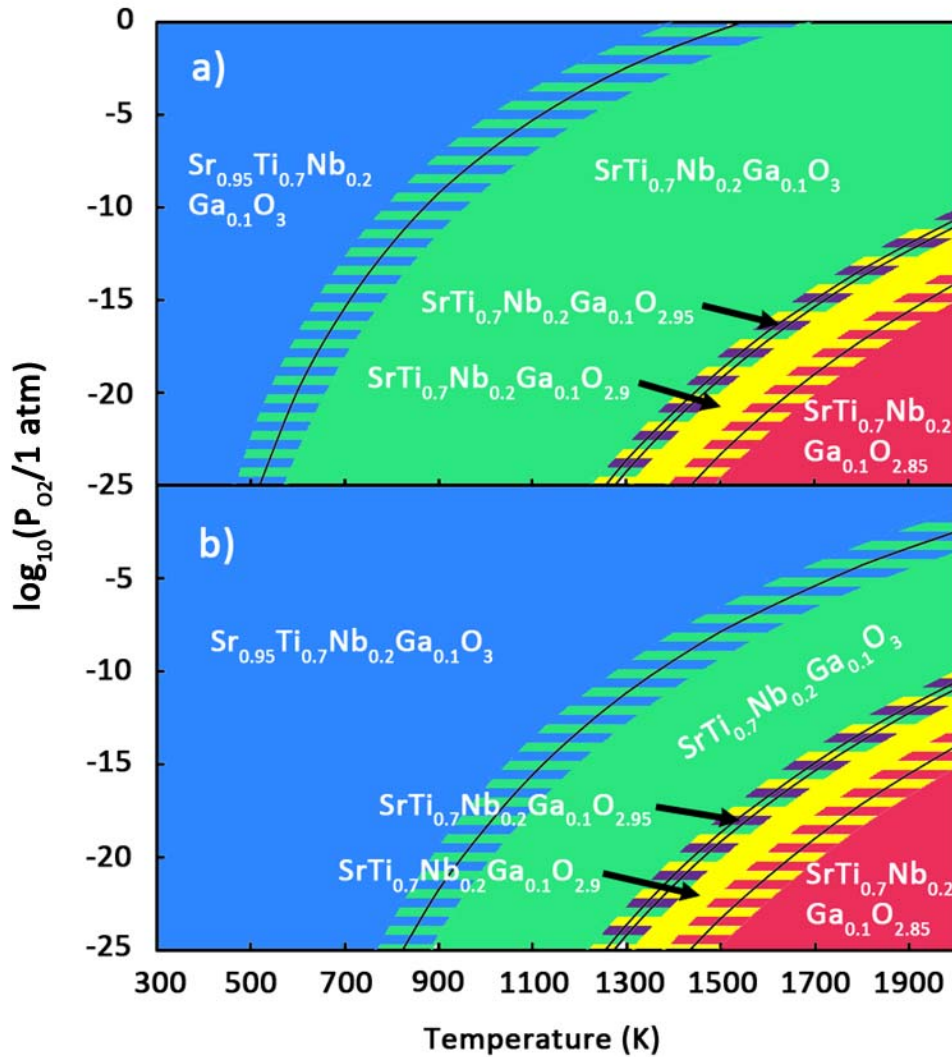 0
a)
-5
Sr₀.₉₅Ti₀.₇Nb₀.₂
Ga₀.₁O₃
SrTi₀.₇Nb₀.₂Ga₀.₁O₃
-10
-15
SrTi₀.₇Nb₀.₂Ga₀.₁O₂.₉₅
SrTi₀.₇Nb₀.₂Ga₀.₁O₂.₉
-20
SrTi₀.₇Nb₀.₂
Ga₀.₁O₂.₈₅
-25
log₁₀(P_O2/1 atm)
b)
-5
Sr₀.₉₅Ti₀.₇Nb₀.₂Ga₀.₁O₃
SrTi₀.₇Nb₀.₂Ga₀.₁O₃
-10
-15
SrTi₀.₇Nb₀.₂Ga₀.₁O₂.₉₅
-20
SrTi₀.₇Nb₀.₂Ga₀.₁O₂.₉
SrTi₀.₇Nb₀.₂
Ga₀.₁O₂.₈₅
-25
300 500 700 900 1100 1300 1500 1700 1900
Temperature (K)